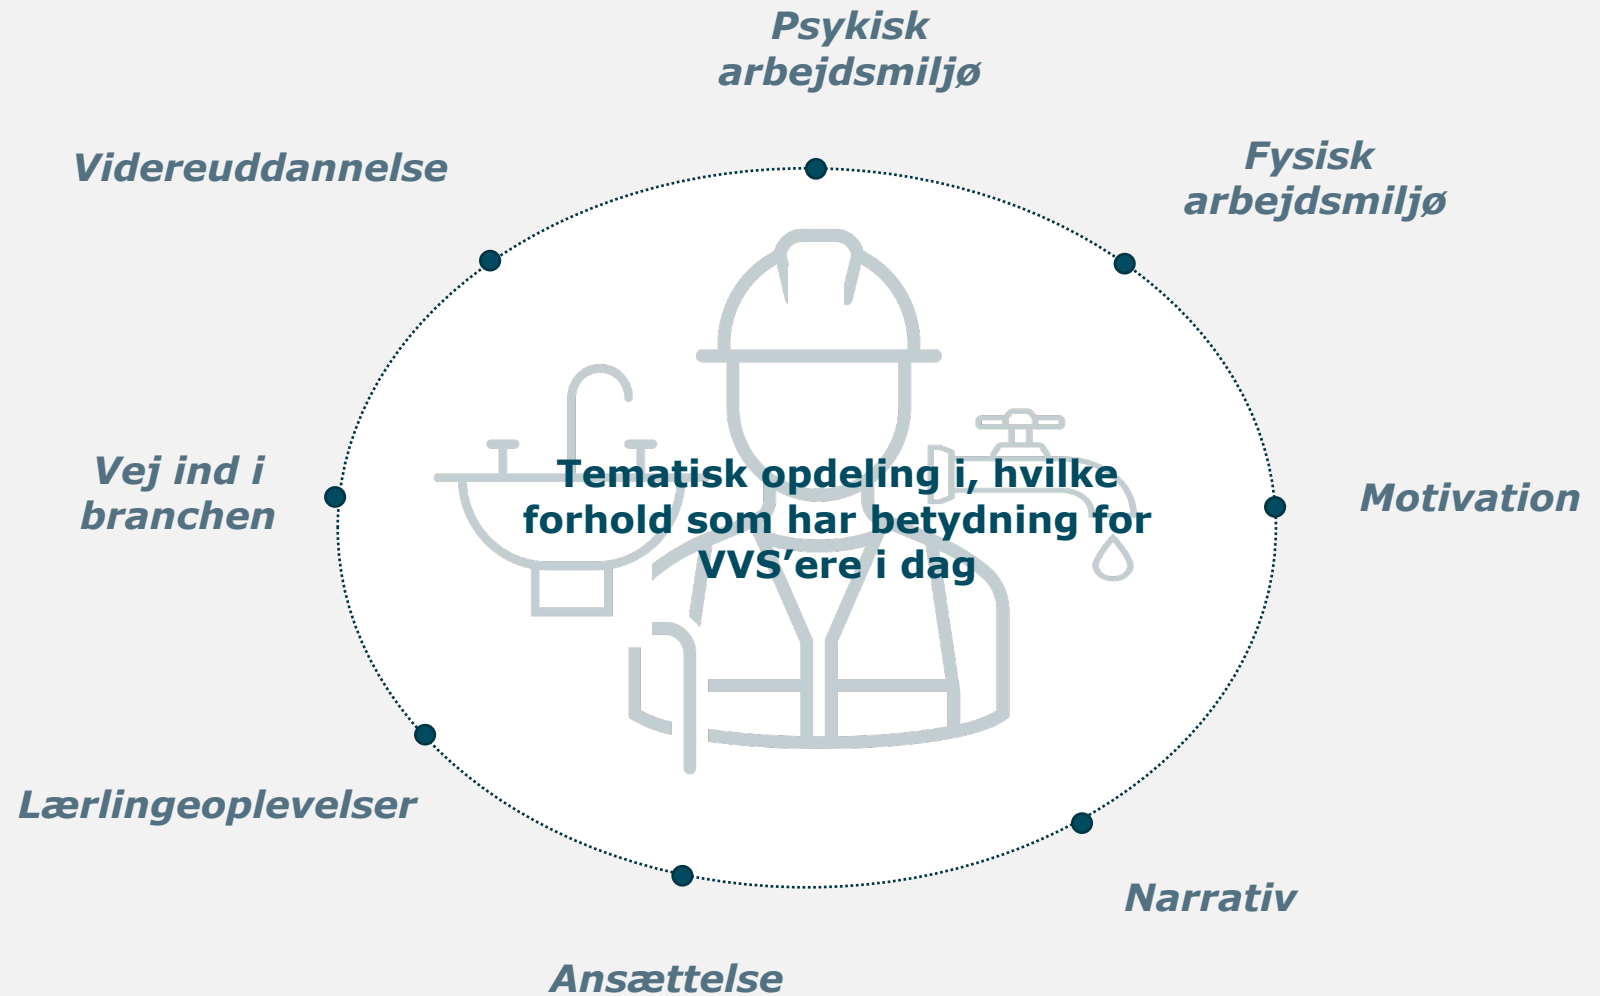 Psykisk
arbejdsmiljø
Fysisk
arbejdsmiljø
Videreuddannelse
Vej ind i
branchen
Tematisk opdeling i, hvilke
forhold som har betydning for
VVS’ere i dag
Motivation
Lærlingeoplevelser
Narrativ
Ansættelse